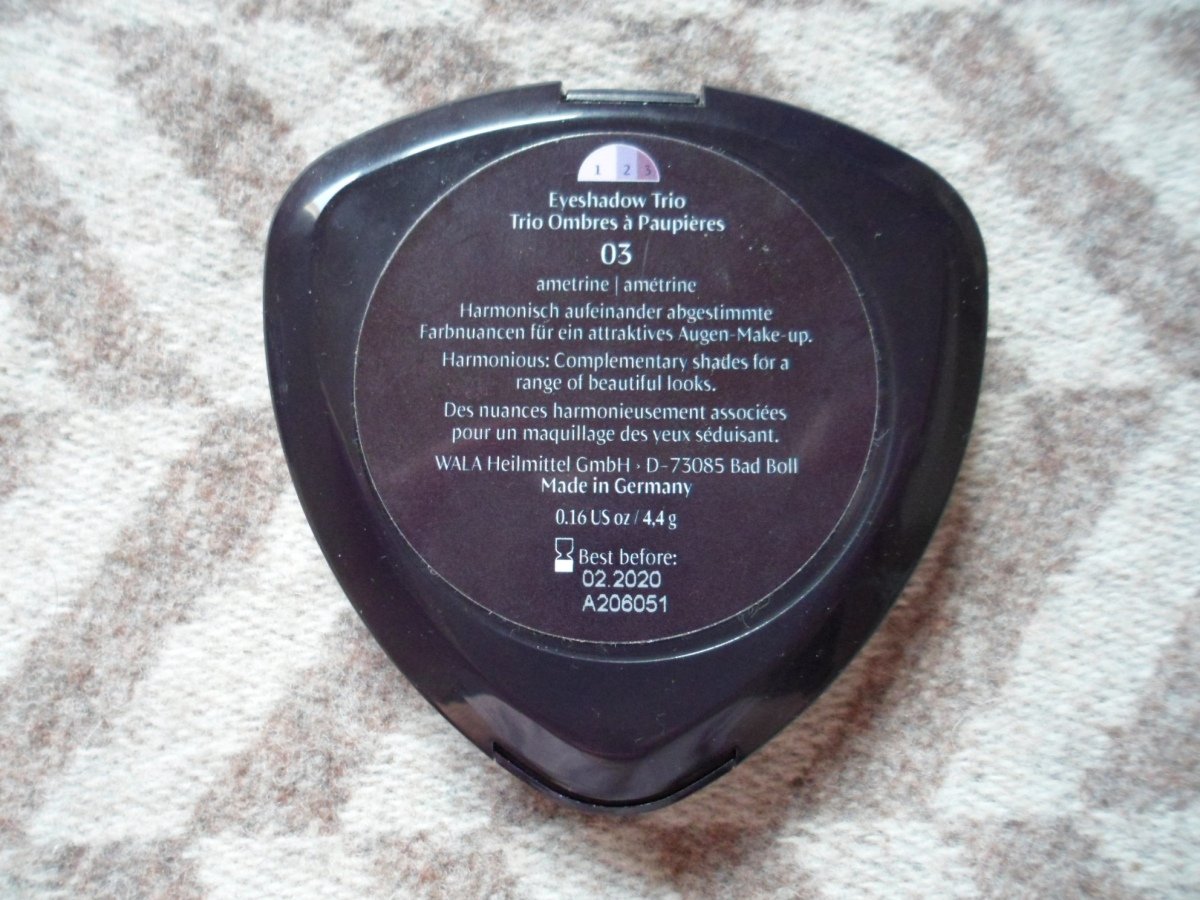 1 2 3
Eyeshadow Trio
Trio Ombres à Paupières
03
ametrine | amétrine
Harmonisch aufeinander abgestimmte
Farbnuancen für ein attraktives Augen-Make-up.
Harmonious: Complementary shades for a
range of beautiful looks.
Des nuances harmonieusement associées
pour un maquillage des yeux séduisant.
WALA Heilmittel GmbH › D-73085 Bad Boll
Made in Germany
0.16 US oz / 4,4 g
Best before:
02.2020
A206051